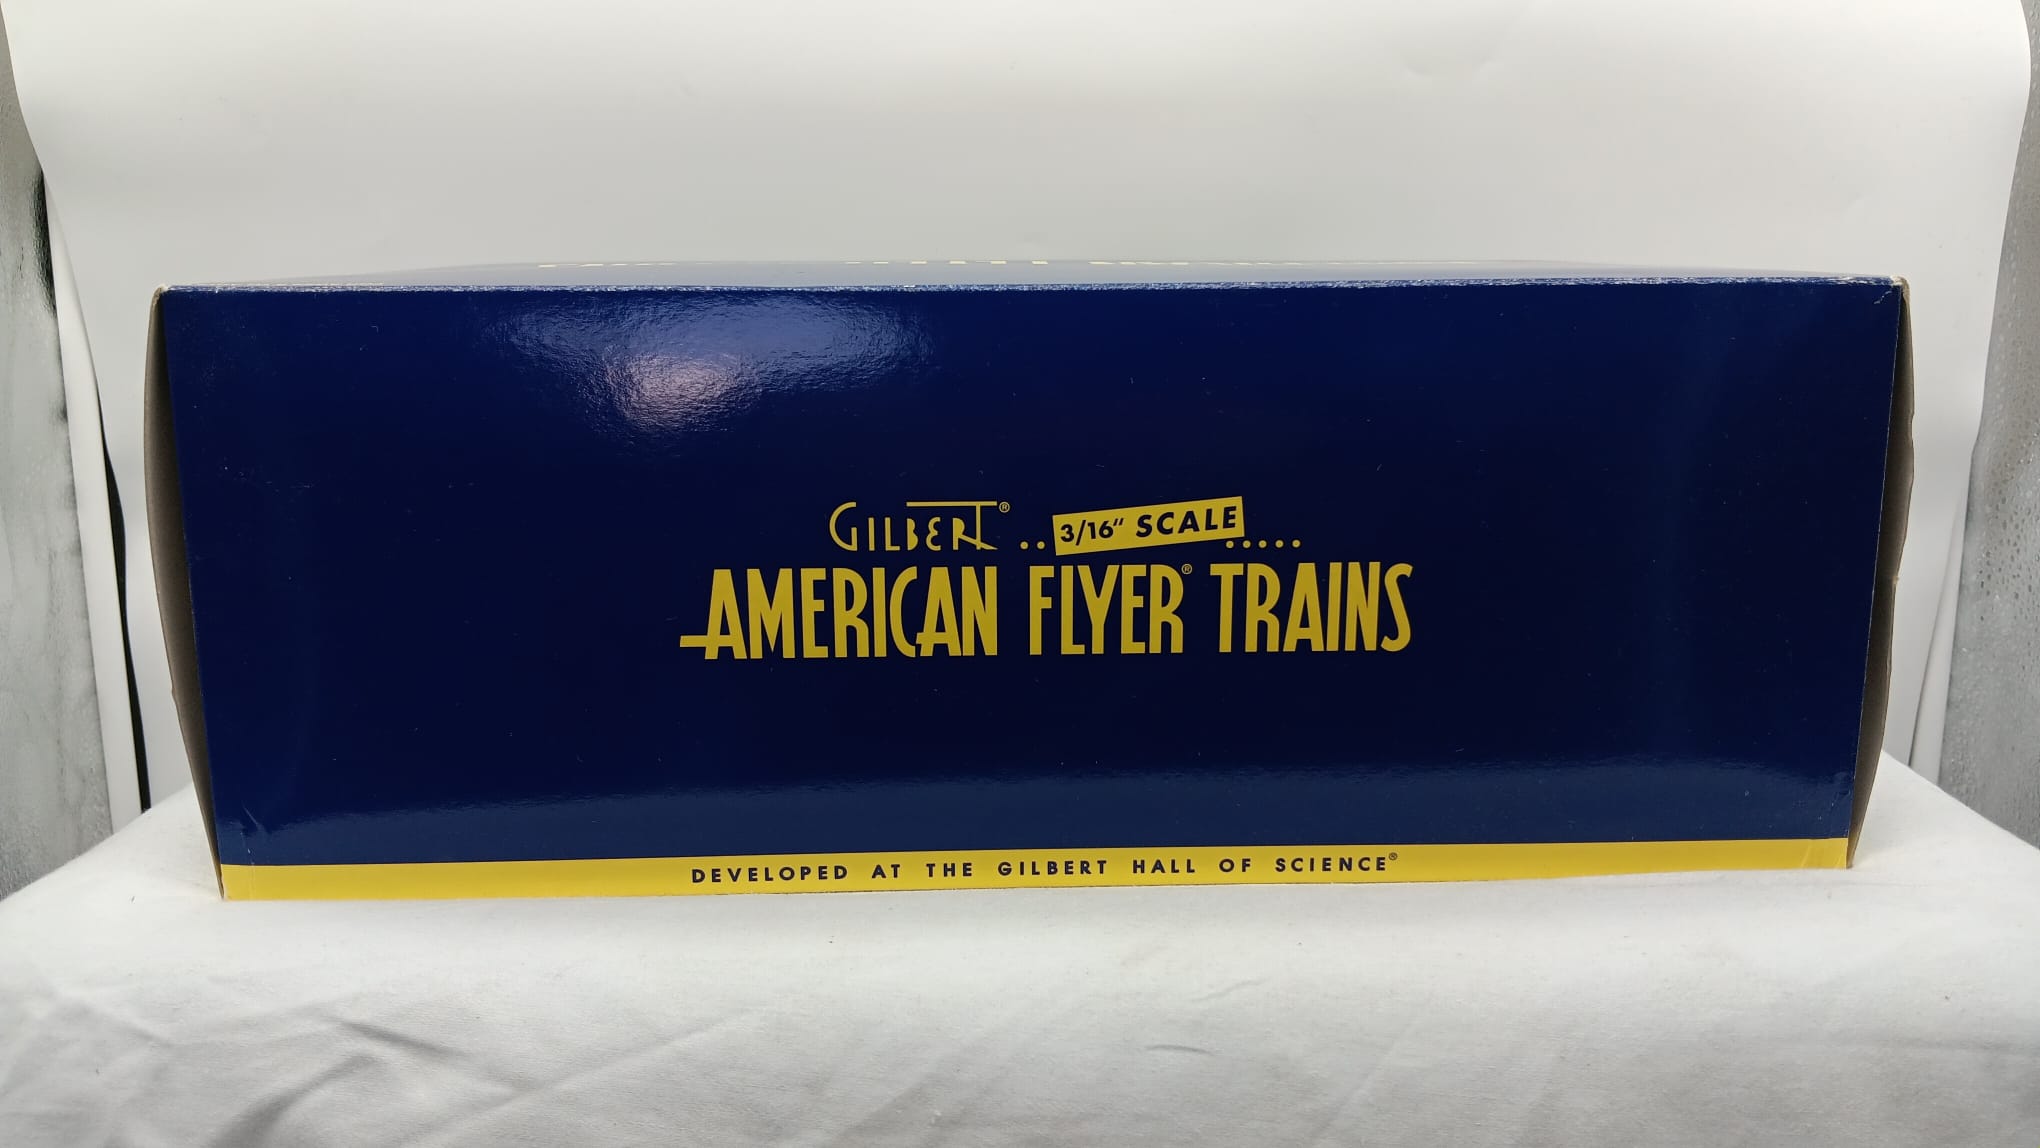 GILBERT® ..3/16" SCALE.....
AMERICAN FLYER® TRAINS
DEVELOPED AT THE GILBERT HALL OF SCIENCE®